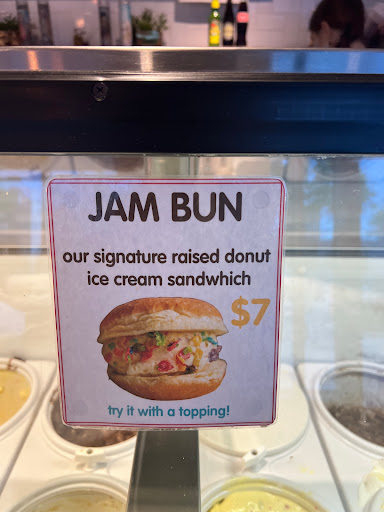 JAM BUN
our signature raised donut
ice cream sandwhich
$7
try it with a topping!